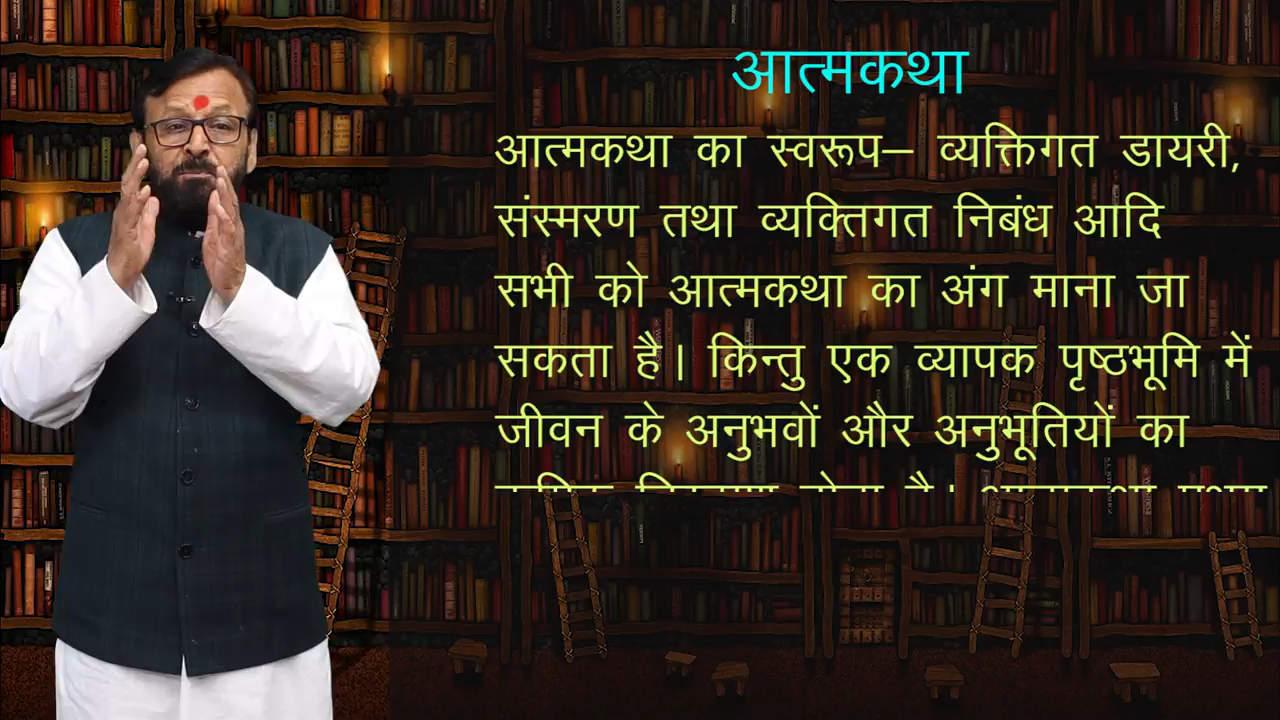 आत्मकथा
आत्मकथा का स्वरूप– व्यक्तिगत डायरी,
संस्मरण तथा व्यक्तिगत निबंध आदि
सभी को आत्मकथा का अंग माना जा
सकता है। किन्तु एक व्यापक पृष्ठभूमि में
जीवन के अनुभवों और अनुभूतियों का